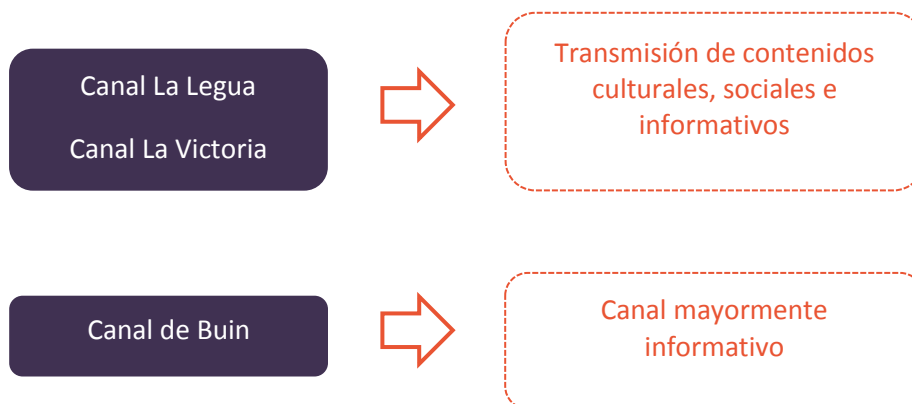 Canal La Legua
Canal La Victoria
Transmisión de contenidos
culturales, sociales e
informativos
Canal de Buin
Canal mayormente
informativo